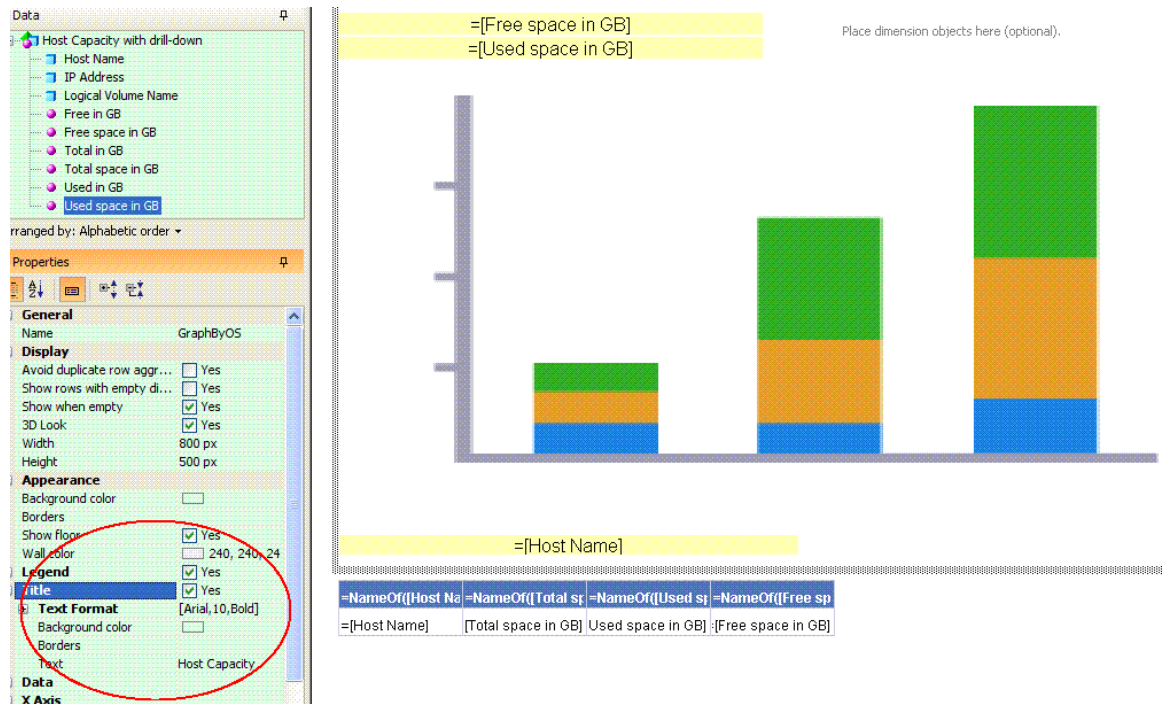 Data
Host Capacity with drill-down
Host Name
IP Address
Logical Volume Name
Free in GB
Free space in GB
Total in GB
Total space in GB
Used in GB
Used space in GB
rranged by: Alphabetic order
Properties
General
Name GraphByOS
Display
Avoid duplicate row aggr... Yes
Show rows with empty di... Yes
Show when empty Yes
3D Look Yes
Width 800 px
Height 500 px
Appearance
Background color
Borders
Show floor Yes
Wall color 240, 240, 24
Legend Yes
Title Yes
Text Format [Arial,10,Bold]
Background color
Borders
Text Host Capacity
Data
X Axis
=[Free space in GB]
=[Used space in GB]
Place dimension objects here (optional).
=[Host Name]
=NameOf([Host Na =NameOf([Total sp =NameOf([Used sp =NameOf([Free sp
=[Host Name] [Total space in GB] Used space in GB] =[Free space in GB]